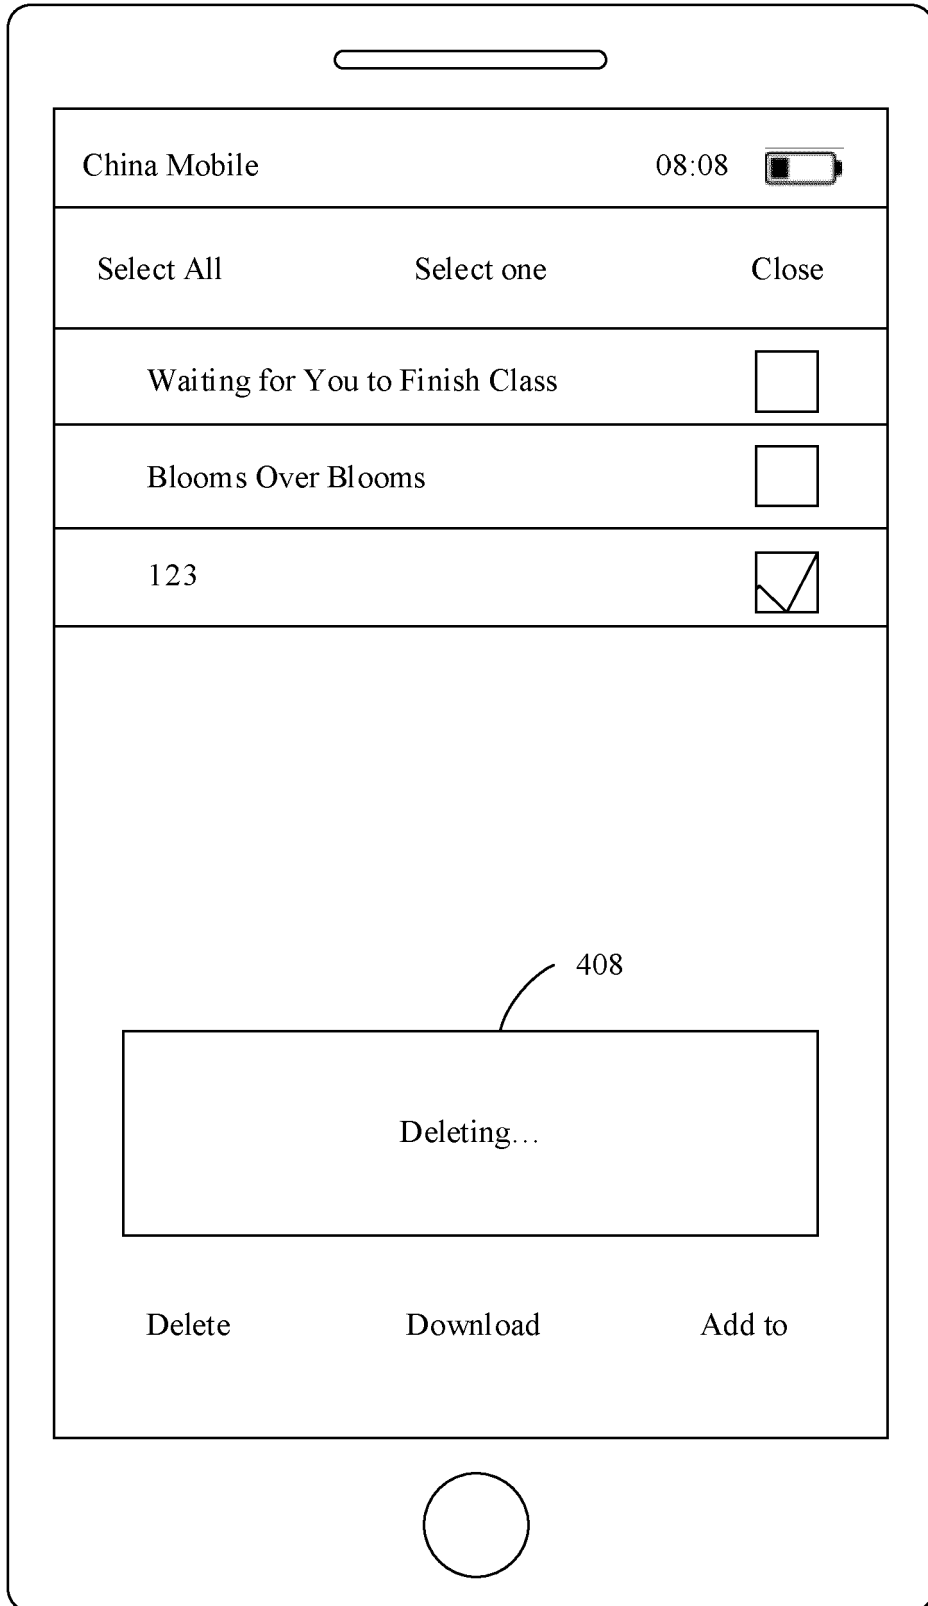 China Mobile 08:08
Select All Select one Close
Waiting for You to Finish Class
Blooms Over Blooms
123
408
Deleting...
Delete Download Add to